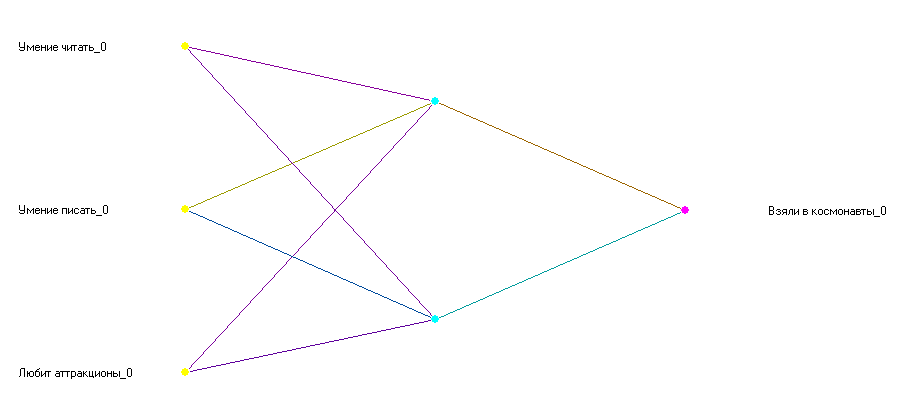 Умение читать_0
Умение писать_0
Взяли в космонавты_0
Любит аттракционы_0